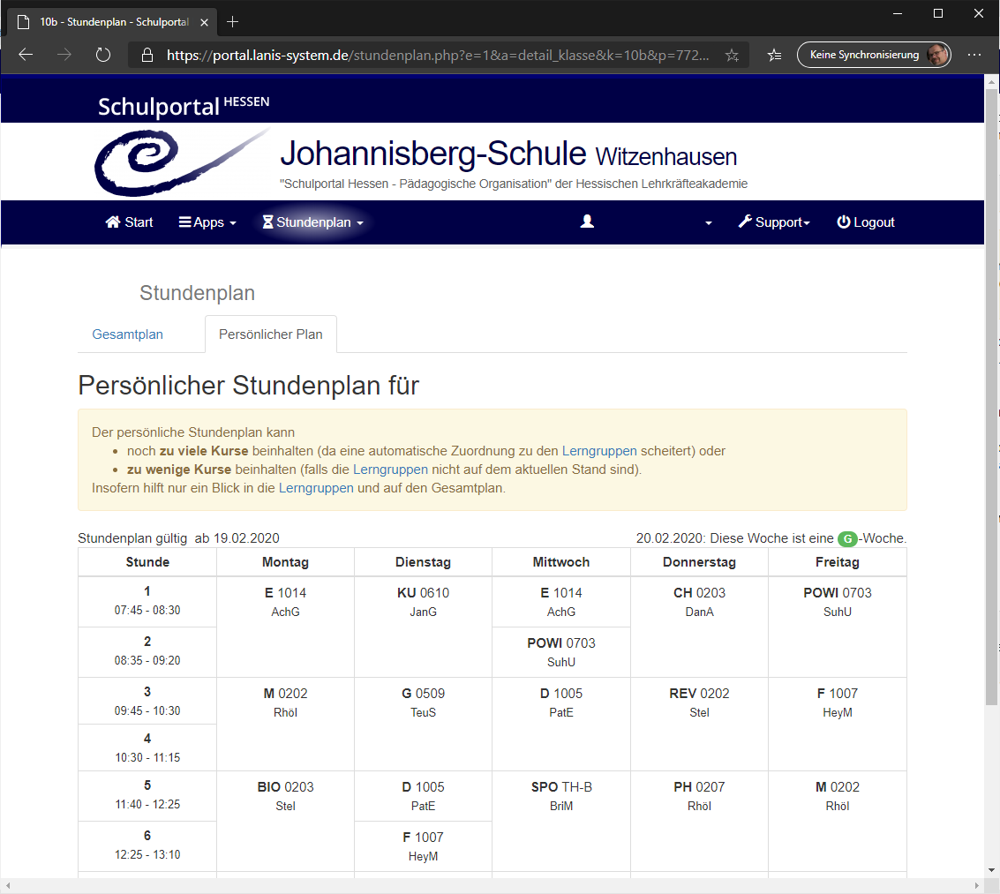 10b - Stundenplan - Schulportal
https://portal.lanis-system.de/stundenplan.php?e=1&a=detail_klasse&k=10b&p=772...
Keine Synchronisierung
Schulportal HESSEN
Johannisberg-Schule Witzenhausen
"Schulportal Hessen - Pädagogische Organisation" der Hessischen Lehrkräfteakademie
Start Apps Stundenplan Support Logout
Stundenplan
Gesamtplan Persönlicher Plan
Persönlicher Stundenplan für
Der persönliche Stundenplan kann
• noch zu viele Kurse beinhalten (da eine automatische Zuordnung zu den Lerngruppen scheitert) oder
• zu wenige Kurse beinhalten (falls die Lerngruppen nicht auf dem aktuellen Stand sind).
Insofern hilft nur ein Blick in die Lerngruppen und auf den Gesamtplan.
Stundenplan gültig ab 19.02.2020 20.02.2020: Diese Woche ist eine G-Woche.
Stunde Montag Dienstag Mittwoch Donnerstag Freitag
1 E 1014 KU 0610 E 1014 CH 0203 POWI 0703
07:45 - 08:30 AchG JanG AchG DanA SuhU
2 POWI 0703
08:35 - 09:20 SuhU
3 M 0202 G 0509 D 1005 REV 0202 F 1007
09:45 - 10:30 Rhöl TeuS PatE Stel HeyM
4
10:30 - 11:15
5 BIO 0203 D 1005 SPO TH-B PH 0207 M 0202
11:40 - 12:25 Stel PatE BriM Rhöl Rhöl
6 F 1007
12:25 - 13:10 HeyM